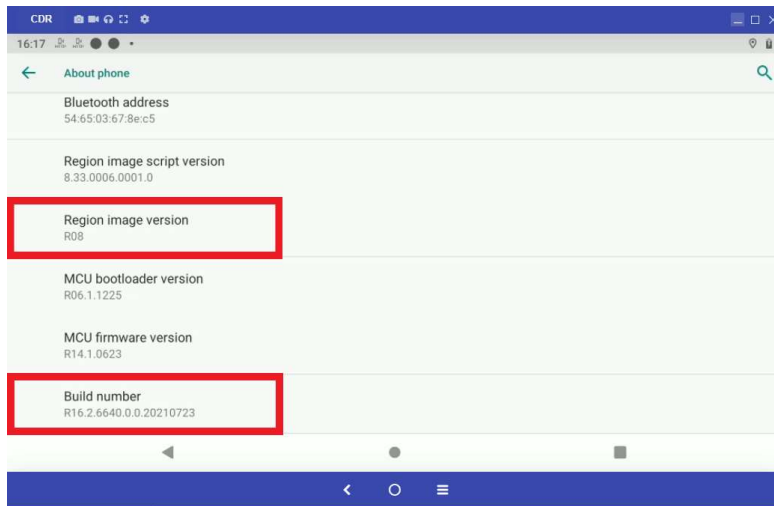 CDR
16:17
About phone
Bluetooth address
54:65:03:67:8e:c5
Region image script version
8.33.0006.0001.0
Region image version
R08
MCU bootloader version
R06.1.1225
MCU firmware version
R14.1.0623
Build number
R16.2.6640.0.0.20210723